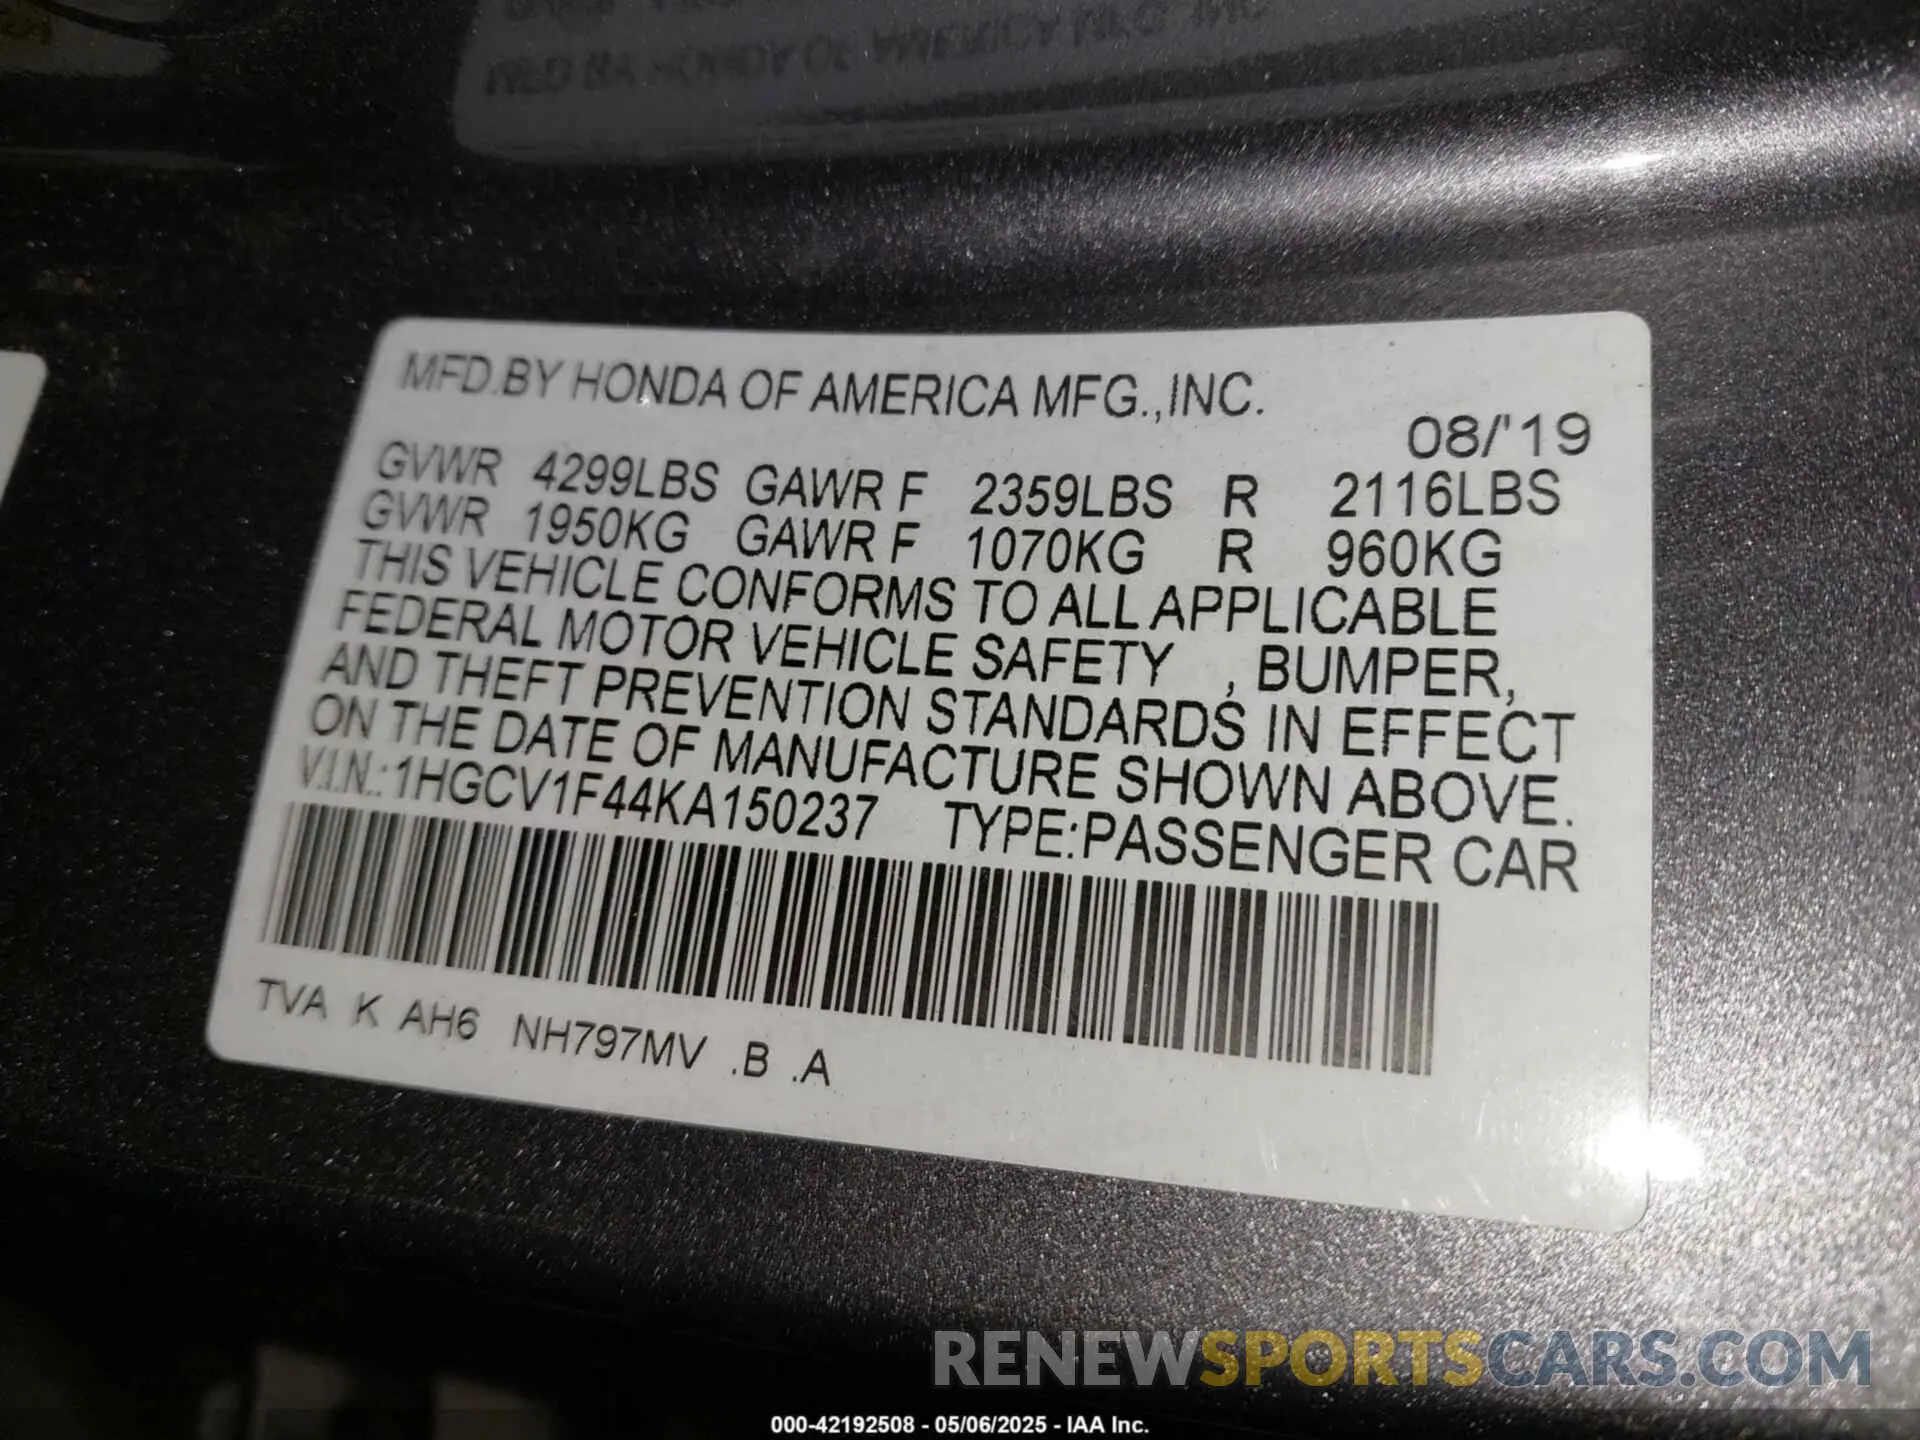 MFD.BY HONDA OF AMERICA MFG.,INC.
08/'19
GVWR 4299LBS GAWR F 2359LBS R 2116LBS
GVWR 1950KG GAWR F 1070KG R 960KG
THIS VEHICLE CONFORMS TO ALL APPLICABLE
FEDERAL MOTOR VEHICLE SAFETY , BUMPER,
AND THEFT PREVENTION STANDARDS IN EFFECT
ON THE DATE OF MANUFACTURE SHOWN ABOVE.
V.I.N.:1HGCV1F44KA150237 TYPE:PASSENGER CAR
TVA K AH6 NH797MV .B .A
RENEWSPORTSCARS.COM
000-42192508 - 05/06/2025 - IAA Inc.